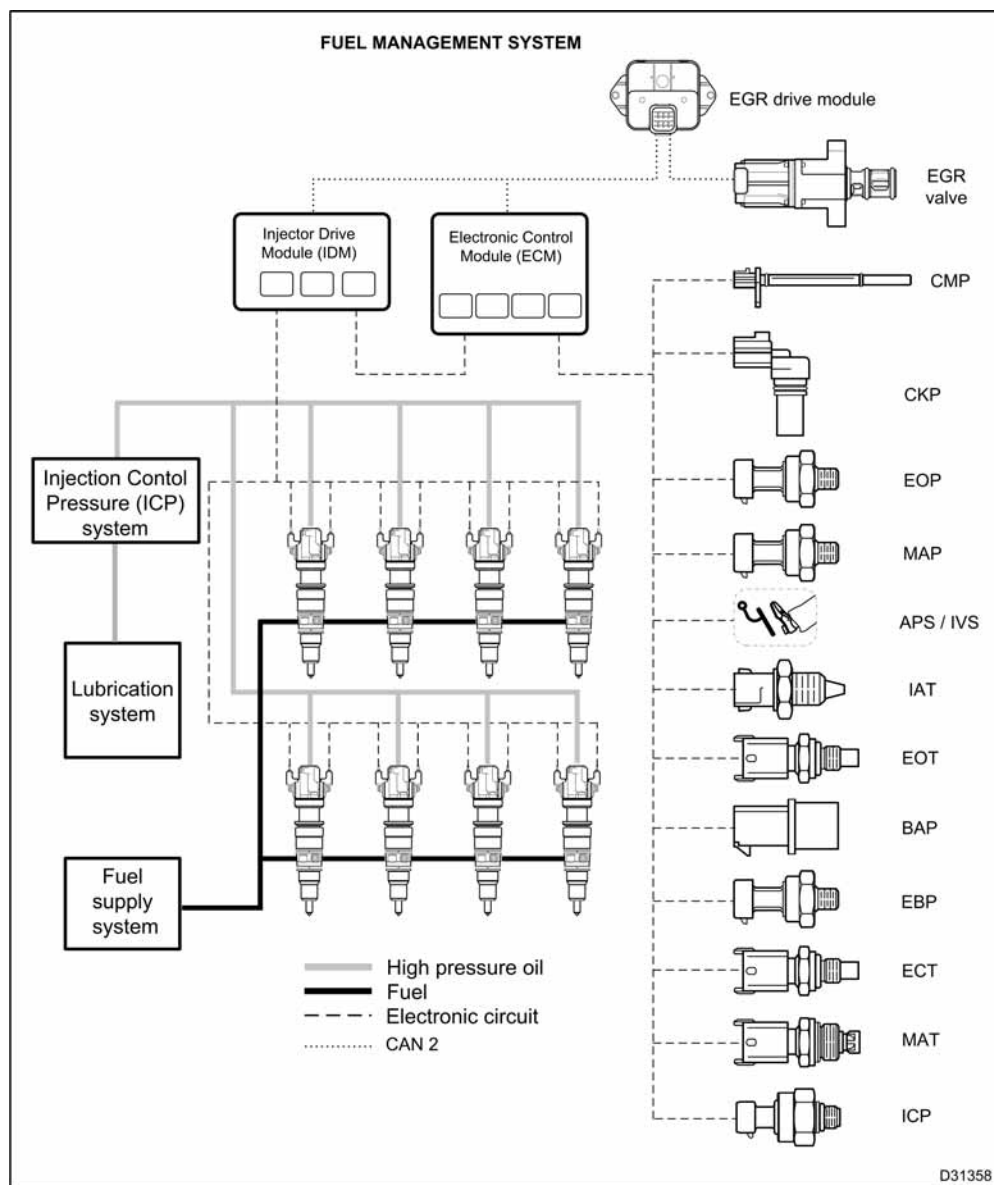 FUEL MANAGEMENT SYSTEM
EGR drive module
EGR
valve
Injector Drive
Module (IDM)
Electronic Control
Module (ECM)
CMP
CKP
Injection Contol
Pressure (ICP)
system
EOP
MAP
APS / IVS
Lubrication
system
IAT
EOT
BAP
Fuel
supply
system
EBP
High pressure oil
Fuel
Electronic circuit
CAN 2
ECT
MAT
ICP
D31358